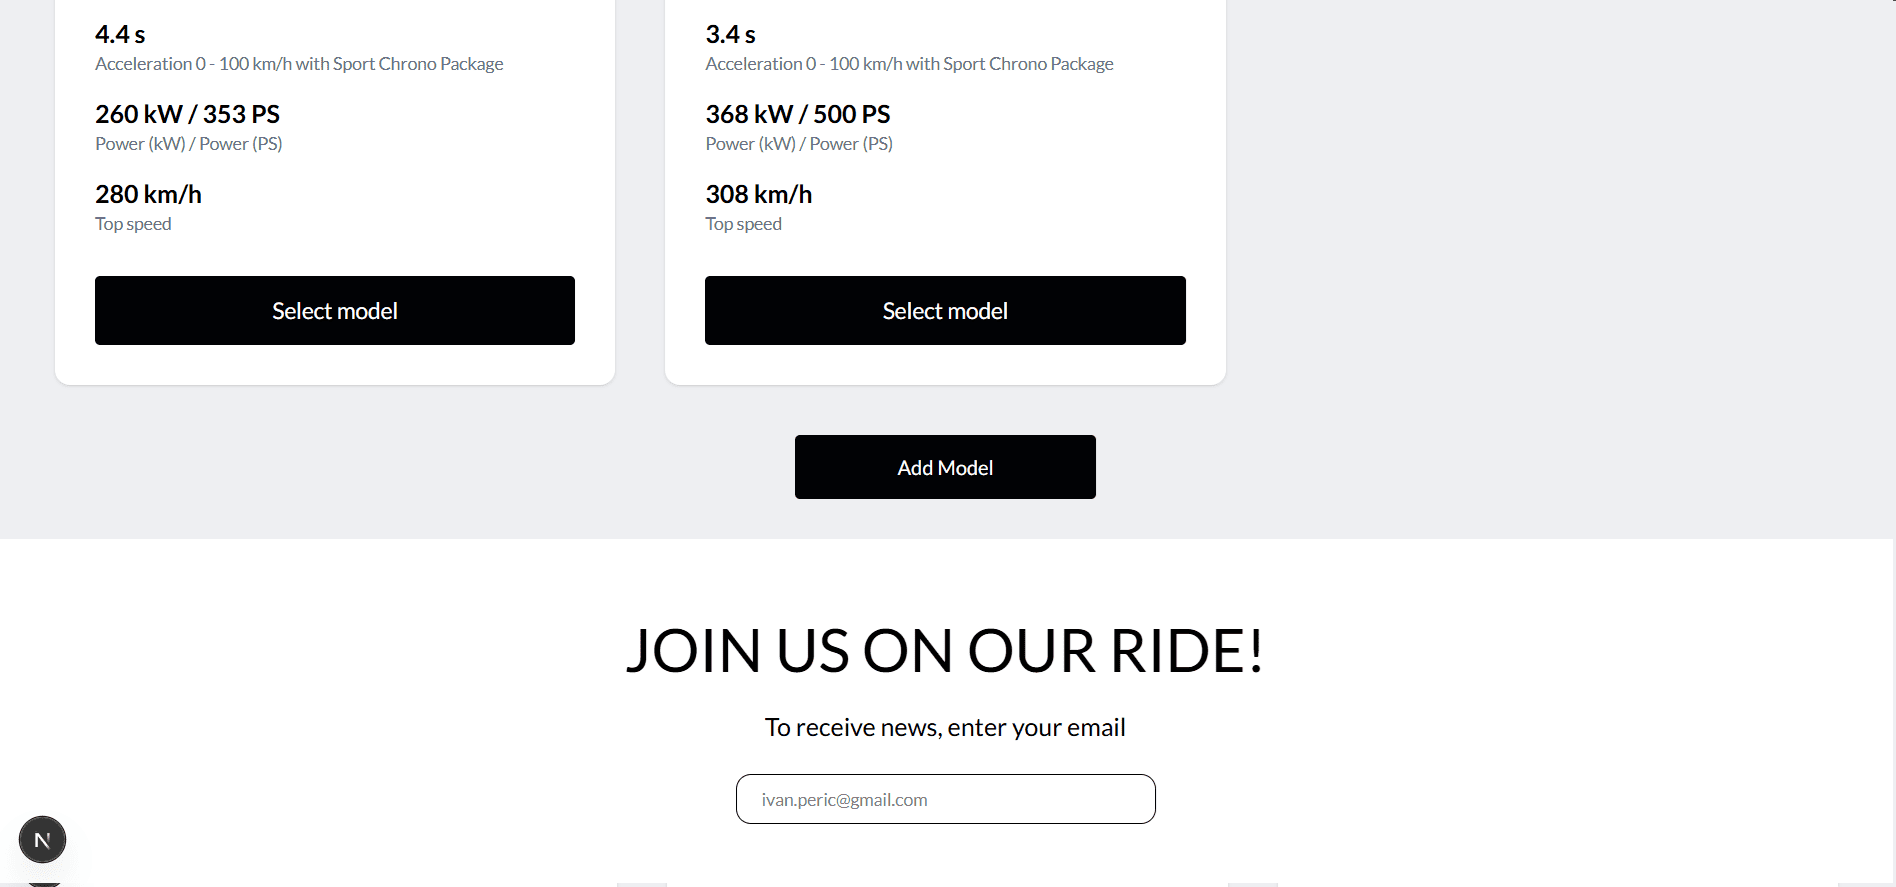 4.4 s
Acceleration 0 - 100 km/h with Sport Chrono Package
260 kW / 353 PS
Power (kW) / Power (PS)
280 km/h
Top speed
Select model
3.4 s
Acceleration 0 - 100 km/h with Sport Chrono Package
368 kW / 500 PS
Power (kW) / Power (PS)
308 km/h
Top speed
Select model
Add Model
JOIN US ON OUR RIDE!
To receive news, enter your email
ivan.peric@gmail.com
N